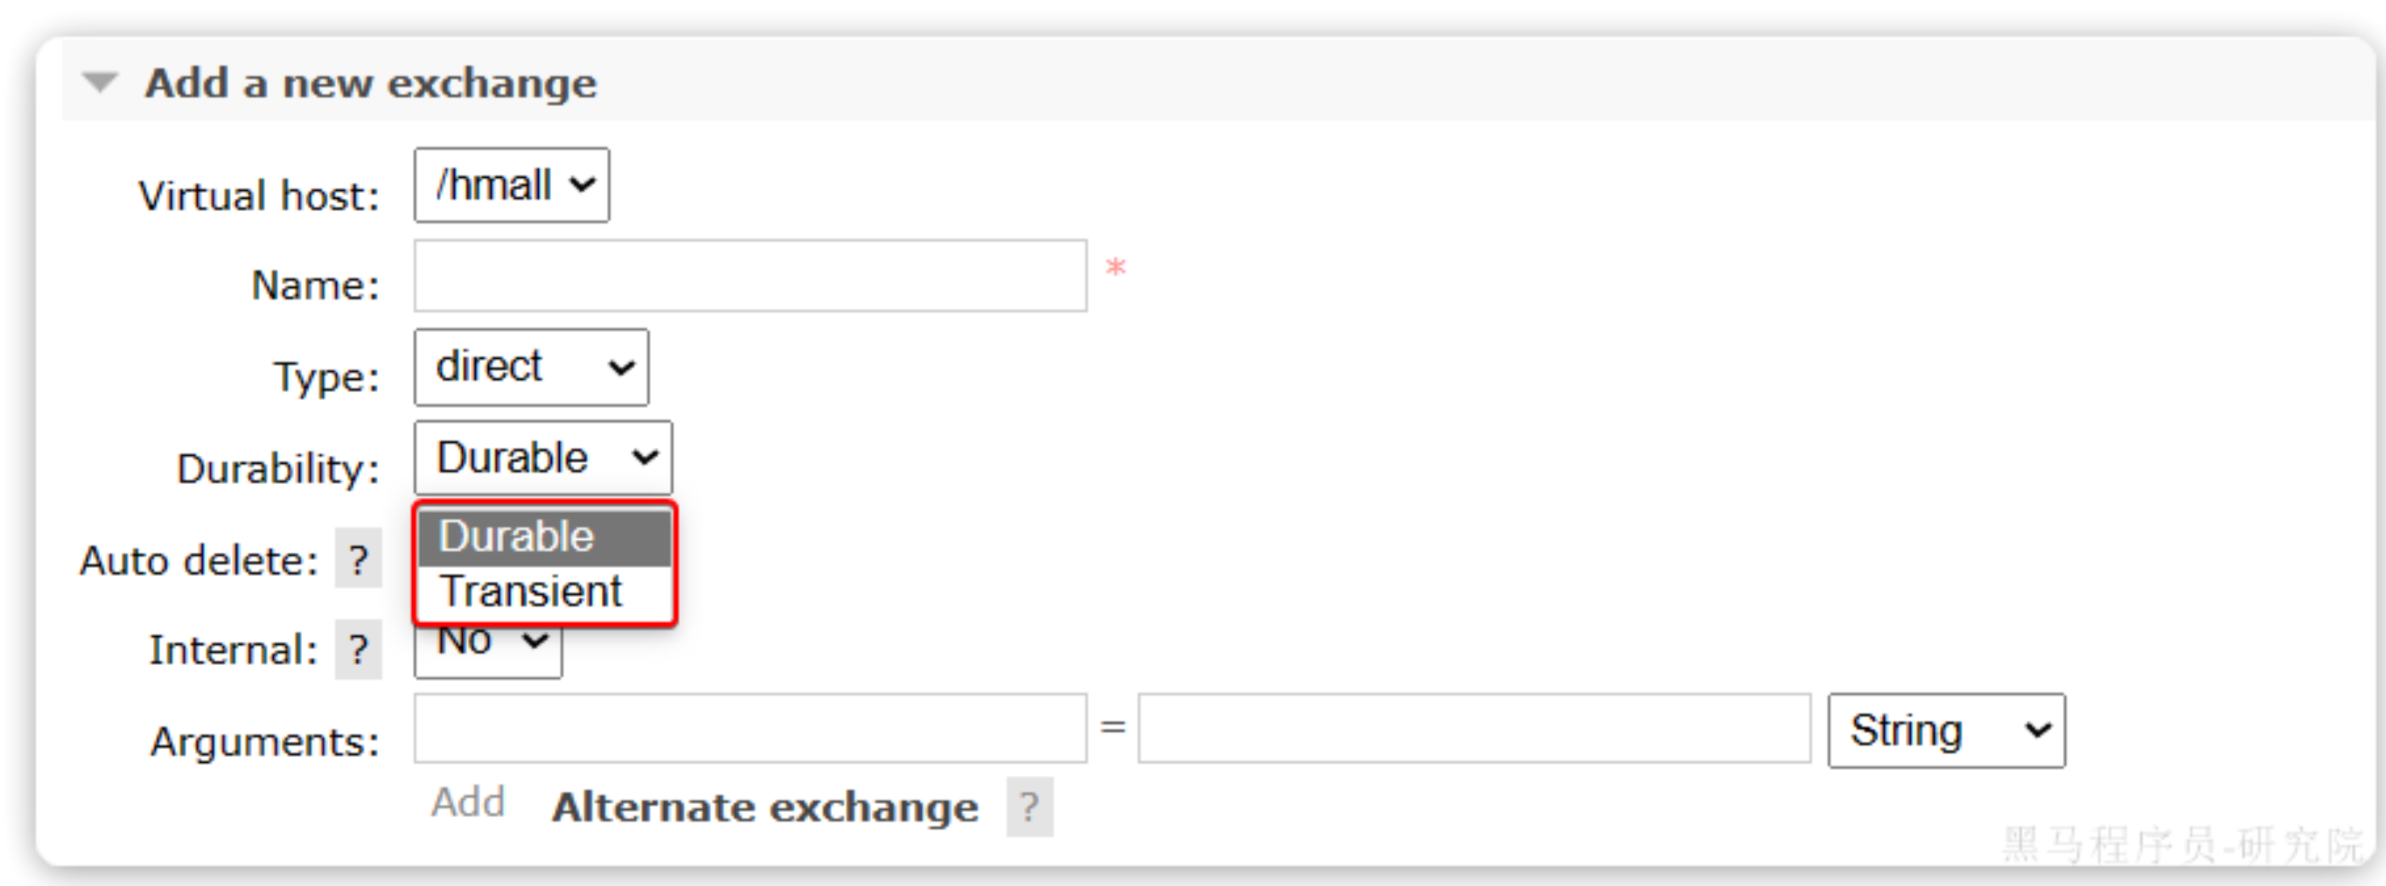 Add a new exchange
Virtual host: /hmall
Name: *
Type: direct
Durability: Durable
Durable
Auto delete: ?
Transient
Internal: ? No
Arguments: = String
Add Alternate exchange ?
黑马程序员-研究院